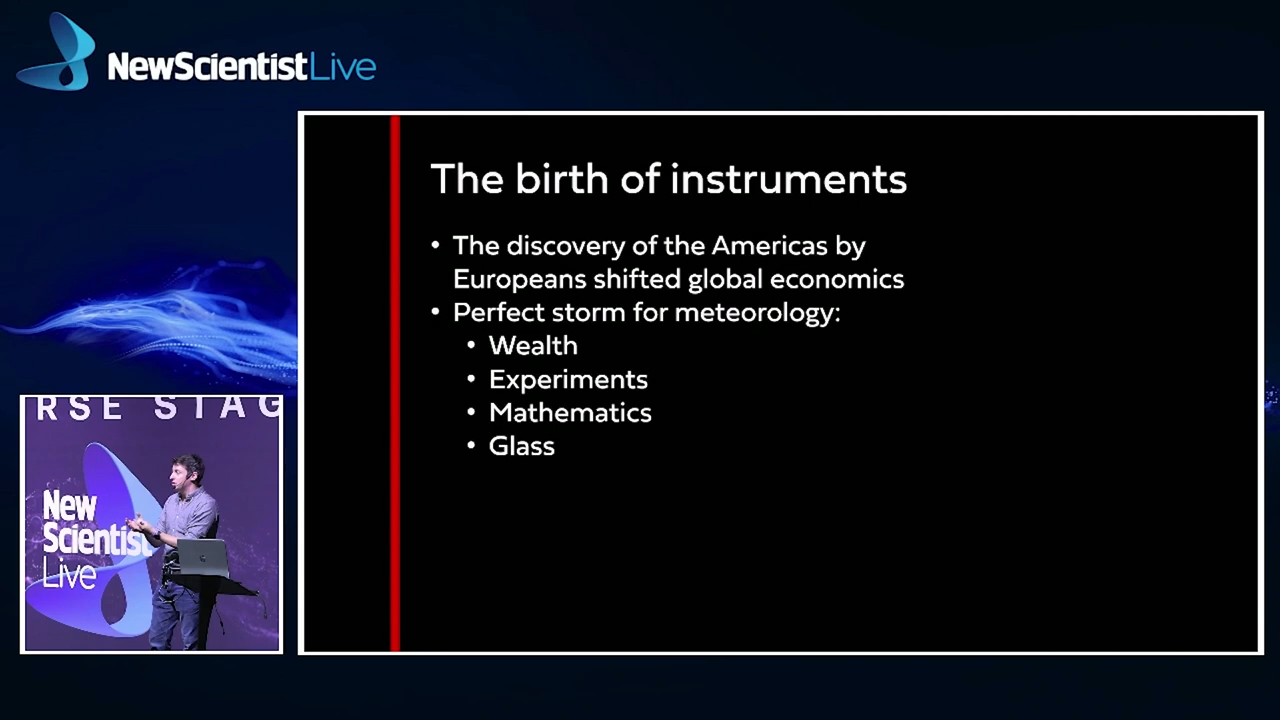 NewScientistLive
The birth of instruments
• The discovery of the Americas by
Europeans shifted global economics
• Perfect storm for meteorology:
• Wealth
• Experiments
• Mathematics
• Glass
RSE STAG
New
Scientist
Live